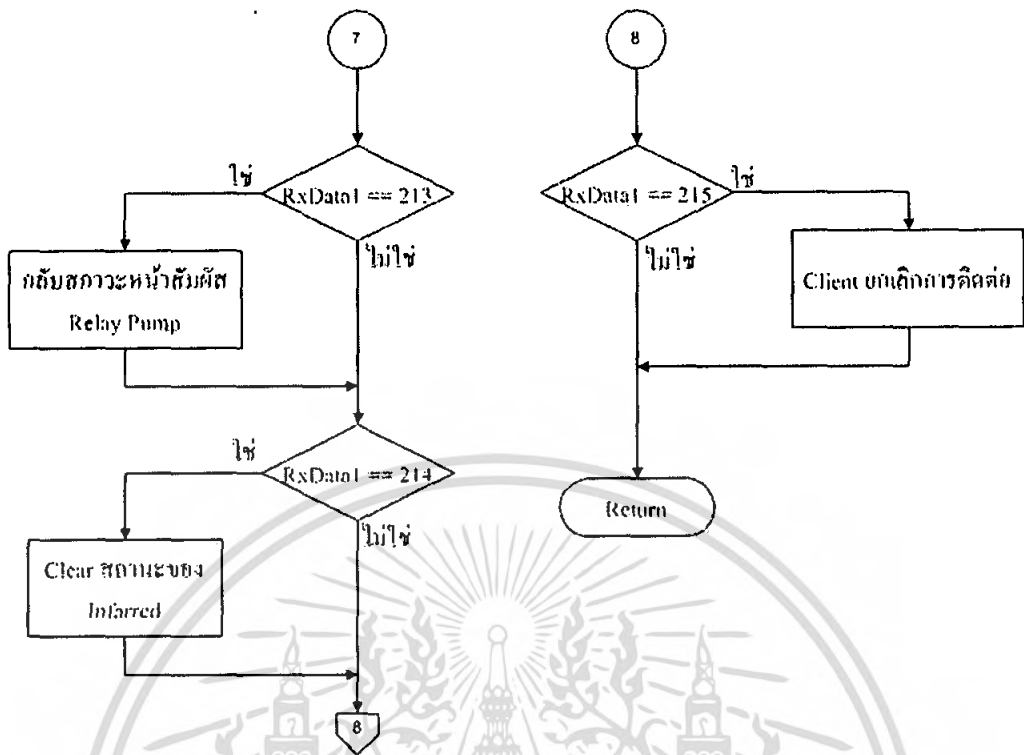 7
ใช่
RxData1 == 213
ไม่ใช่
กลับสภาวะหน้าสัมผัส
Relay Pump
ใช่
RxData1 == 214
ไม่ใช่
Clear สถานะของ
Infarred
8
8
RxData1 == 215
ใช่
ไม่ใช่
Client ยกเลิกการติดต่อ
Return